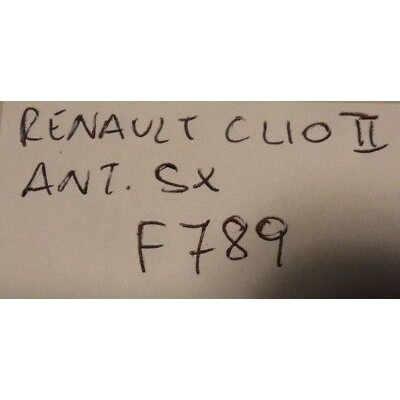 RENAULT CLIO II
ANT. SX
F789